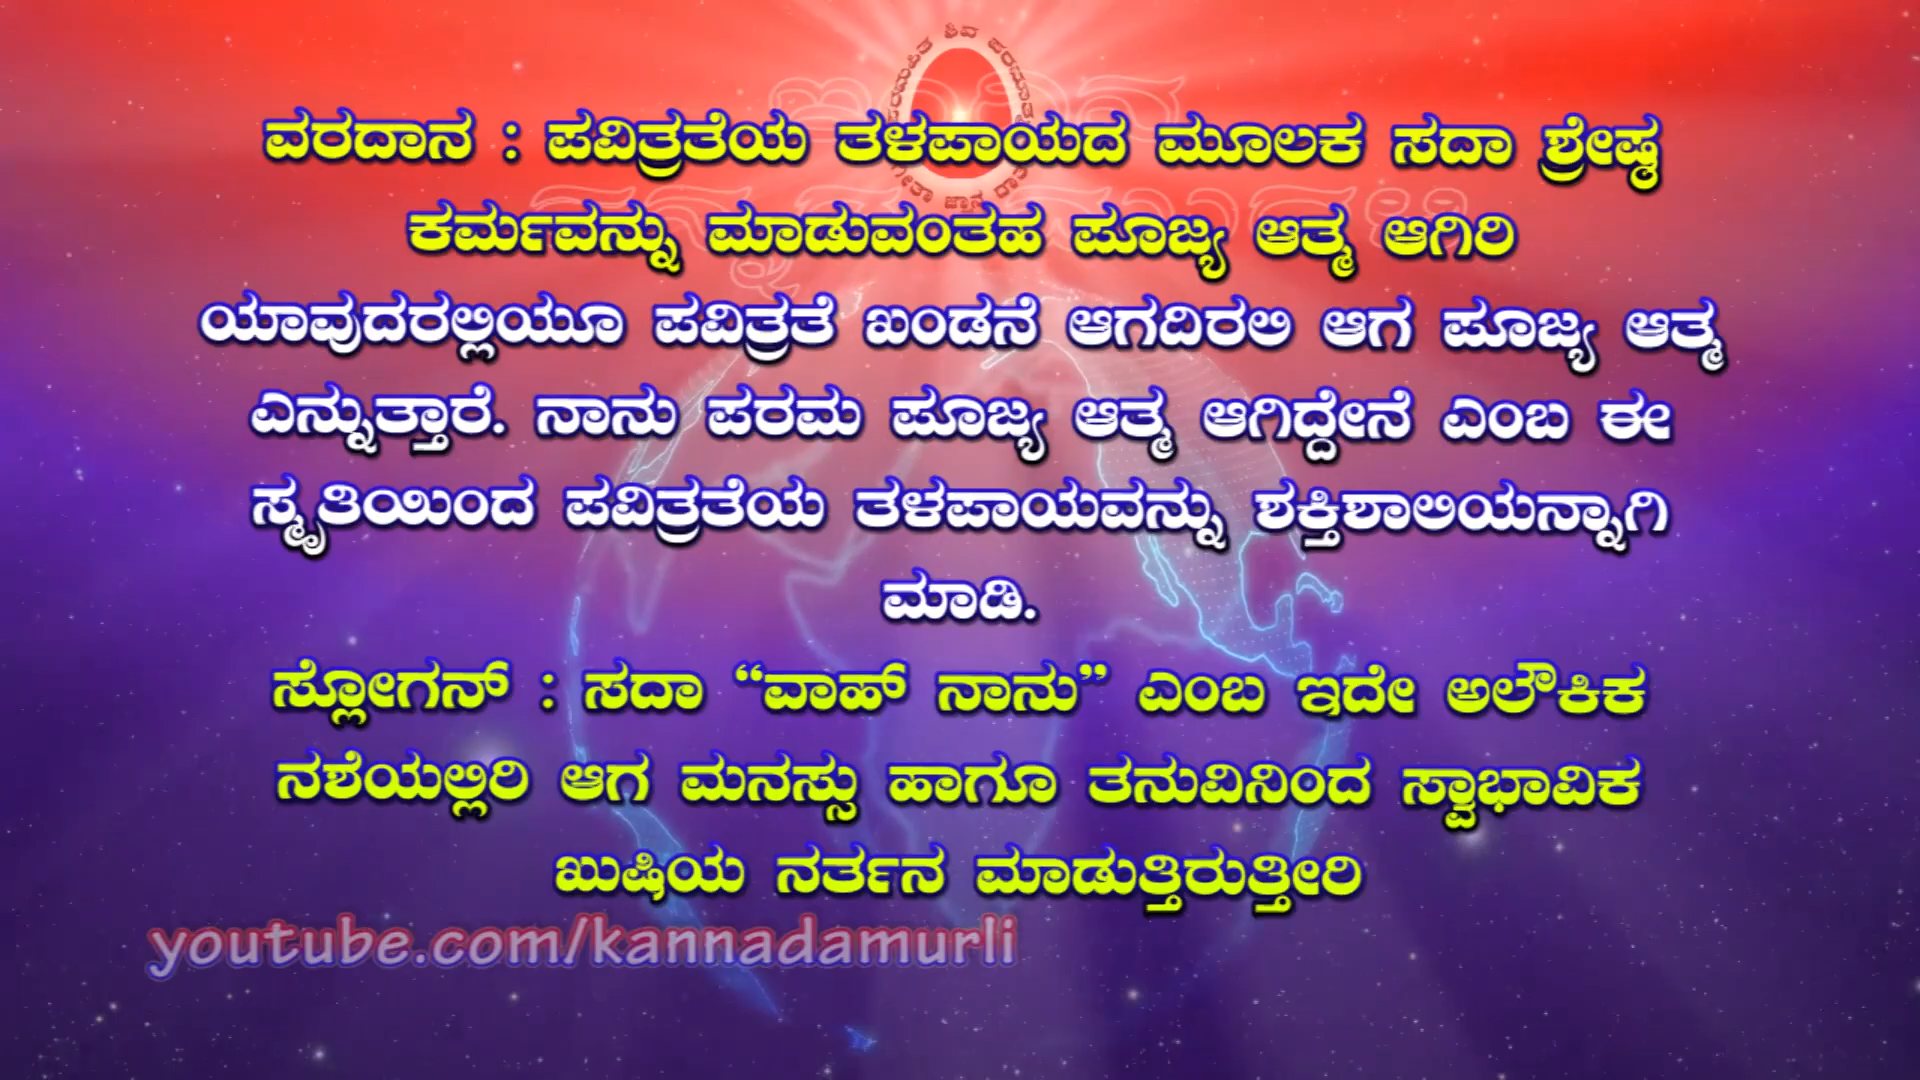 ವರದಾನ : ಪವಿತ್ರತೆಯ ತಳಪಾಯದ ಮೂಲಕ ಸದಾ ಶ್ರೇಷ್ಠ
ಕರ್ಮವನ್ನು ಮಾಡುವಂತಹ ಪೂಜ್ಯ ಆತ್ಮ ಆಗಿರಿ
ಯಾವುದರಲ್ಲಿಯೂ ಪವಿತ್ರತೆ ಖಂಡನೆ ಆಗದಿರಲಿ ಆಗ ಪೂಜ್ಯ ಆತ್ಮ
ಎನ್ನುತ್ತಾರೆ. ನಾನು ಪರಮ ಪೂಜ್ಯ ಆತ್ಮ ಆಗಿದ್ದೇನೆ ಎಂಬ ಈ
ಸ್ಮೃತಿಯಿಂದ ಪವಿತ್ರತೆಯ ತಳಪಾಯವನ್ನು ಶಕ್ತಿಶಾಲಿಯನ್ನಾಗಿ
ಮಾಡಿ.
ಸ್ಲೋಗನ್ : ಸದಾ “ವಾಹ್ ನಾನು” ಎಂಬ ಇದೇ ಅಲೌಕಿಕ
ನಶೆಯಲ್ಲಿರಿ ಆಗ ಮನಸ್ಸು ಹಾಗೂ ತನುವಿನಿಂದ ಸ್ವಾಭಾವಿಕ
ಖುಷಿಯ ನರ್ತನ ಮಾಡುತ್ತಿರುತ್ತೀರಿ
youtube.com/kannadamurli